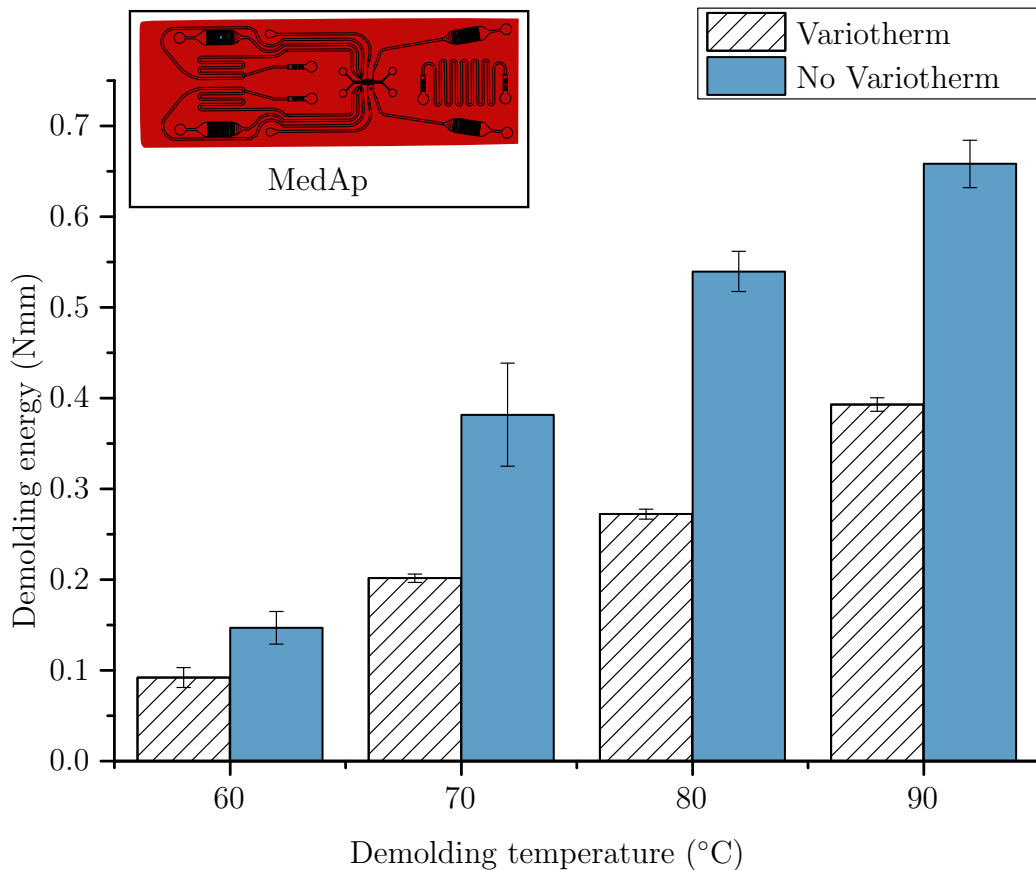 MedAp
Variotherm
No Variotherm
Demolding energy (Nmm)
0.7
0.6
0.5
0.4
0.3
0.2
0.1
0.0
60 70 80 90
Demolding temperature (°C)